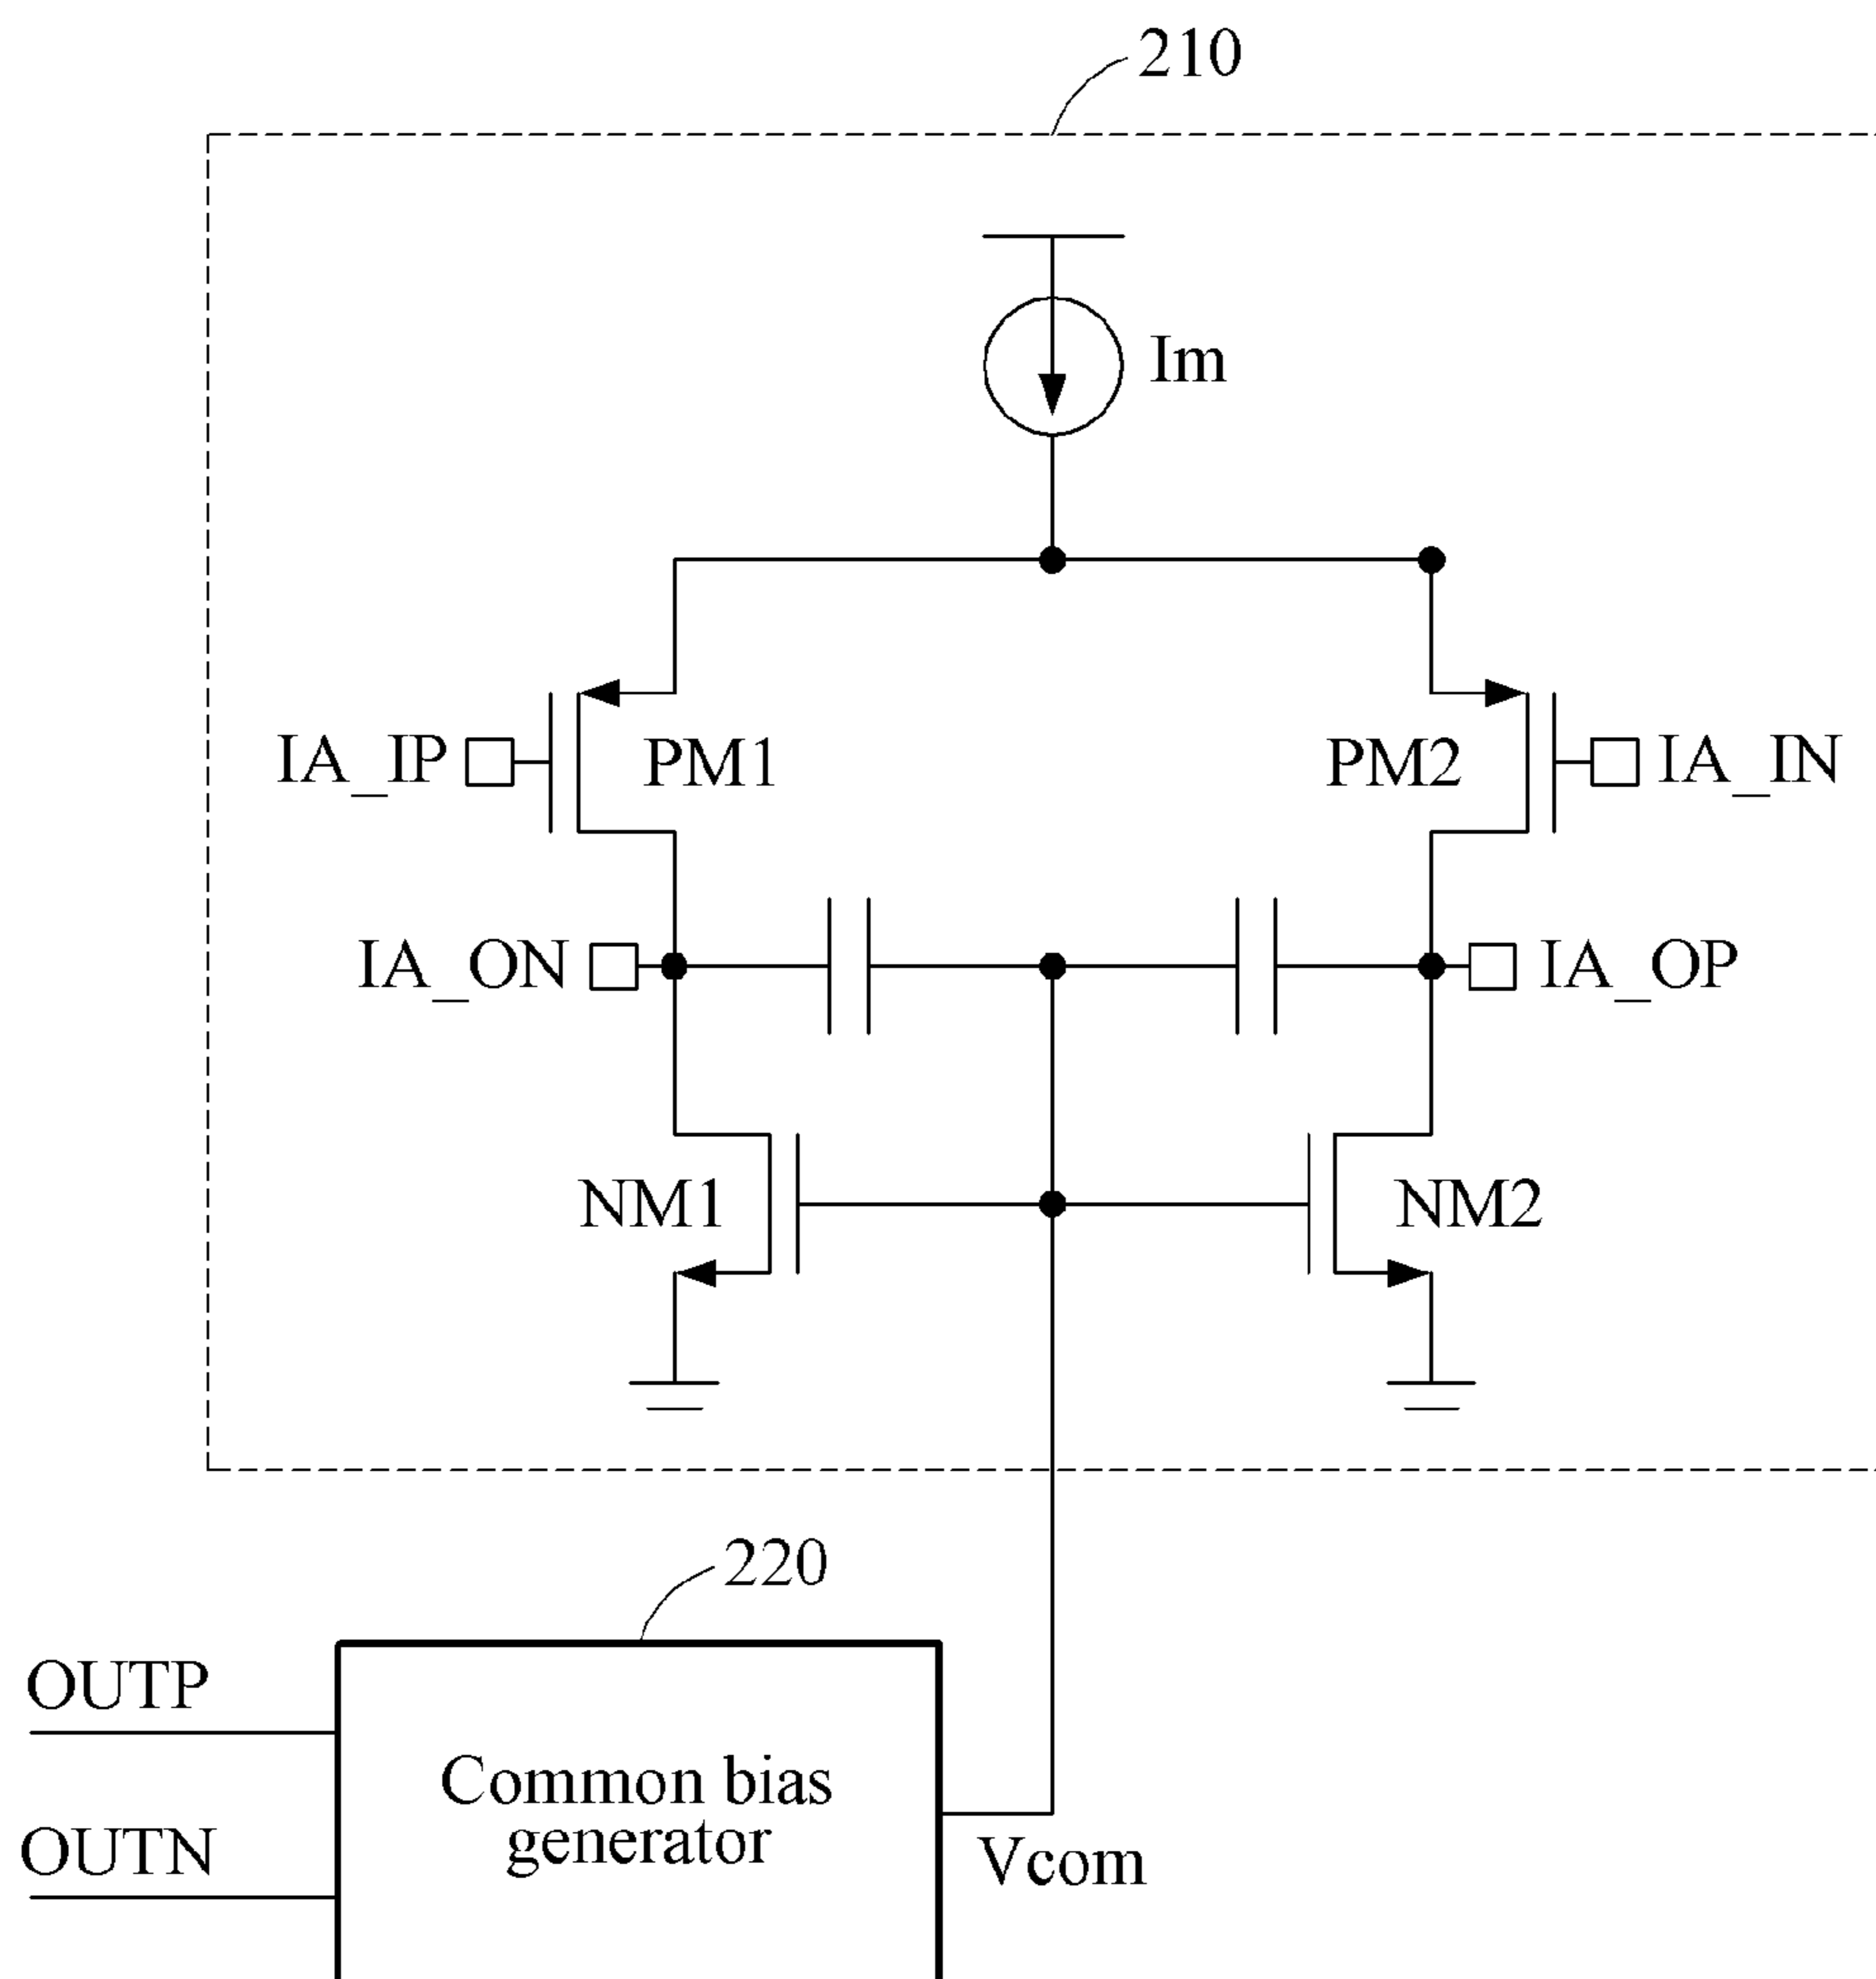 210
Im
IA_IP
PM1
PM2
IA_IN
IA_ON
IA_OP
NM1
NM2
220
OUTP
OUTN
Common bias
generator
Vcom